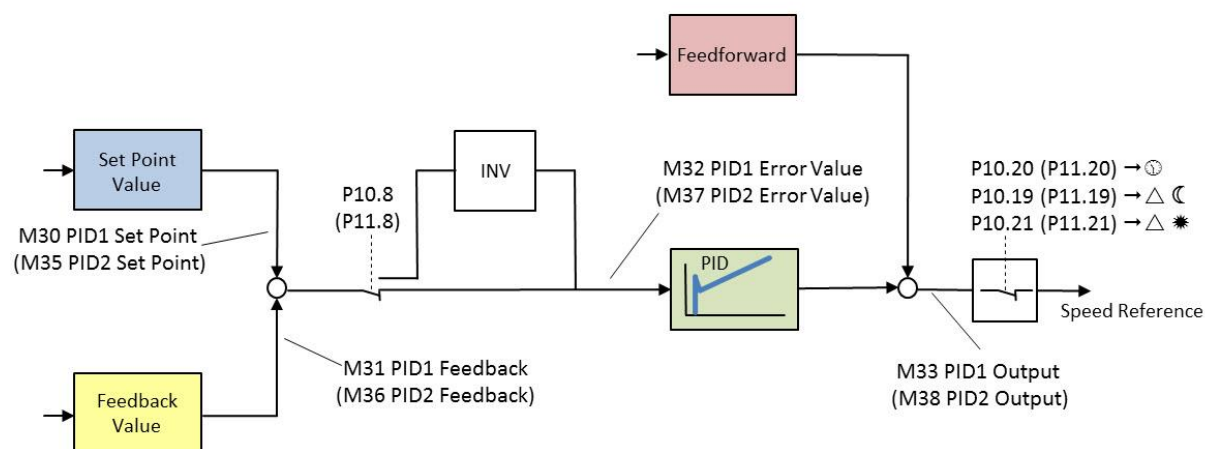 Feedforward
Set Point
Value
INV
P10.8
(P11.8)
M32 PID1 Error Value
(M37 PID2 Error Value)
P10.20 (P11.20) →
P10.19 (P11.19) → △ ☾
P10.21 (P11.21) → △ ✹
M30 PID1 Set Point
(M35 PID2 Set Point)
PID
Speed Reference
M31 PID1 Feedback
(M36 PID2 Feedback)
M33 PID1 Output
(M38 PID2 Output)
Feedback
Value